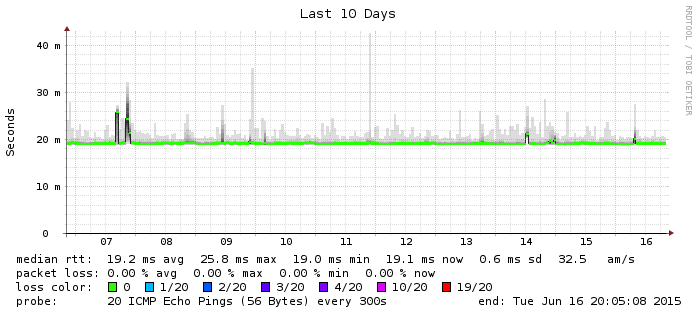 Last 10 Days
RRDTOOL / TOBI OETIKER
Seconds
40 m
30 m
20 m
10 m
0
07 08 09 10 11 12 13 14 15 16
median rtt: 19.2 ms avg 25.8 ms max 19.0 ms min 19.1 ms now 0.6 ms sd 32.5 am/s
packet loss: 0.00 % avg 0.00 % max 0.00 % min 0.00 % now
loss color: 0 1/20 2/20 3/20 4/20 10/20 19/20
probe: 20 ICMP Echo Pings (56 Bytes) every 300s end: Tue Jun 16 20:05:08 2015